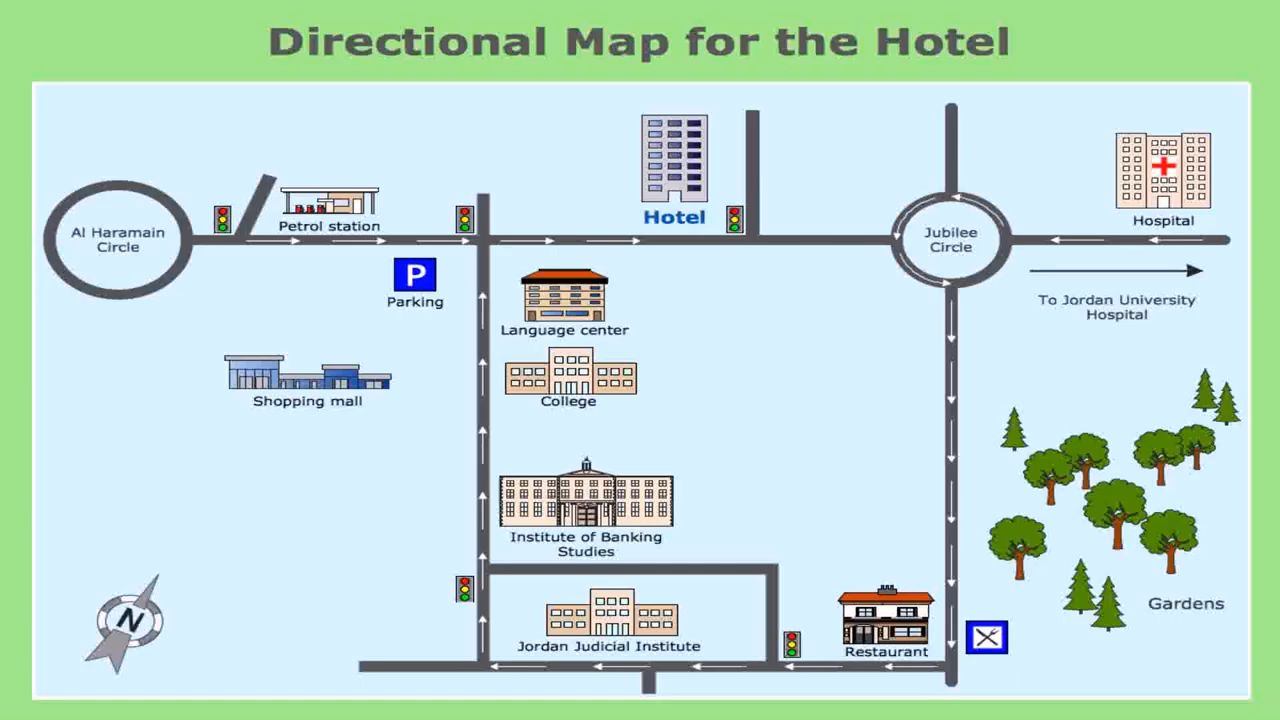 Directional Map for the Hotel
Al Haramain
Circle
Petrol station
Hotel
Jubilee
Circle
Hospital
P
Parking
Language center
To Jordan University
Hospital
Shopping mall
College
Institute of Banking
Studies
Gardens
N
Jordan Judicial Institute
Restaurant